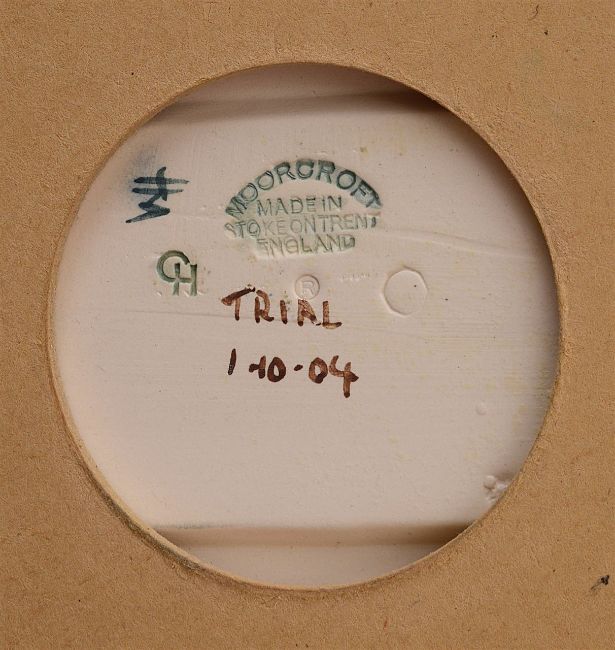 MOORCROFT
MADE IN
STOKE ON TRENT
ENGLAND
®
TRIAL
1·10·04